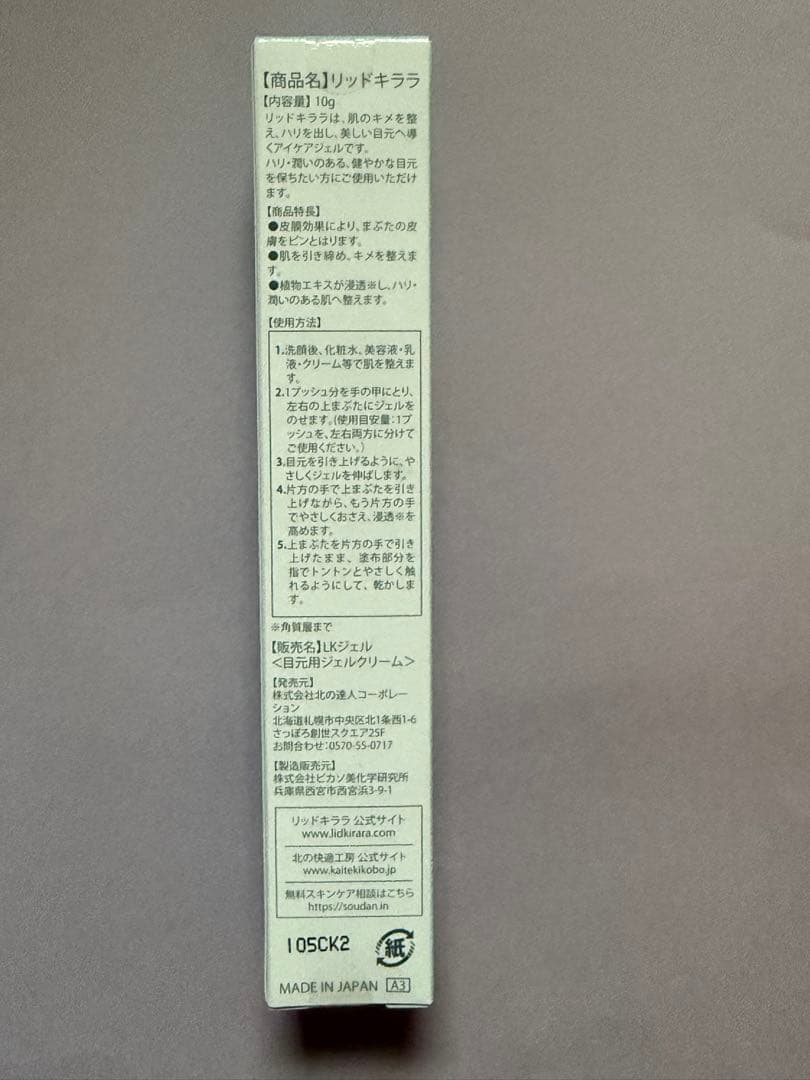 【商品名】リッドキララ
【内容量】10g
リッドキララは、肌のキメを整
え、ハリを出し、美しい目元へ導
くアイケアジェルです。
ハリ・潤いのある、健やかな目元
を保ちたい方にご使用いただけ
ます。
【商品特長】
●皮膜効果により、まぶたの皮
膚をピンとはります。
●肌を引き締め、キメを整えま
す。
●植物エキスが浸透※し、ハリ・
潤いのある肌へ整えます。
【使用方法】
1.洗顔後、化粧水、美容液・乳
液・クリーム等で肌を整えま
す。
2.1プッシュ分を手の甲にとり、
左右の上まぶたにジェルを
のせます。(使用目安量:1プ
ッシュを、左右両方に分けて
ご使用ください。)
3.目元を引き上げるように、や
さしくジェルを伸ばします。
4.片方の手で上まぶたを引き
上げながら、もう片方の手
でやさしくおさえ、浸透※を
高めます。
5.上まぶたを片方の手で引き
上げたまま、塗布部分を
指でトントンとやさしく触
れるようにして、乾かしま
す。
※角質層まで
【販売名】LKジェル
<目元用ジェルクリーム>
【発売元】
株式会社北の達人コーポレー
ション
北海道札幌市中央区北1条西1-6
さっぽろ創世スクエア25F
お問合わせ:0570-55-0717
【製造販売元】
株式会社ピカソ美化学研究所
兵庫県西宮市西宮浜3-9-1
リッドキララ 公式サイト
www.lidkirara.com
北の快適工房 公式サイト
www.kaitekikobo.jp
無料スキンケア相談はこちら
https://soudan.in
105CK2
紙
MADE IN JAPAN A3